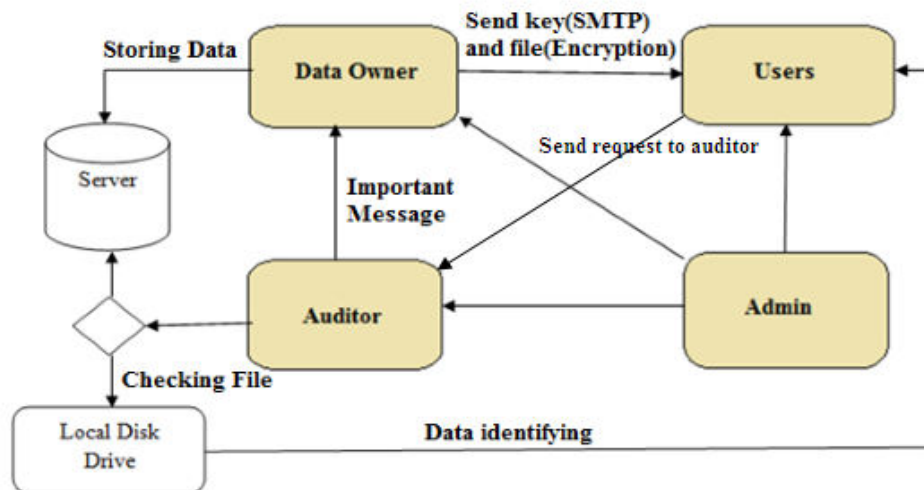 Send key(SMTP)
and file(Encryption)
Storing Data
Data Owner
Users
Send request to auditor
Server
Important
Message
Auditor
Admin
Checking File
Local Disk
Drive
Data identifying